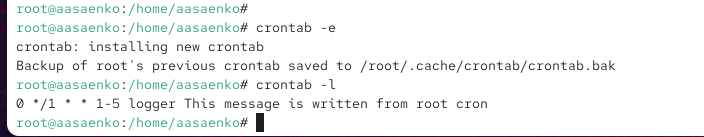 root@aasaenko:/home/aasaenko#
root@aasaenko:/home/aasaenko# crontab -e
crontab: installing new crontab
Backup of root's previous crontab saved to /root/.cache/crontab/crontab.bak
root@aasaenko:/home/aasaenko# crontab -l
0 */1 * * 1-5 logger This message is written from root cron
root@aasaenko:/home/aasaenko#